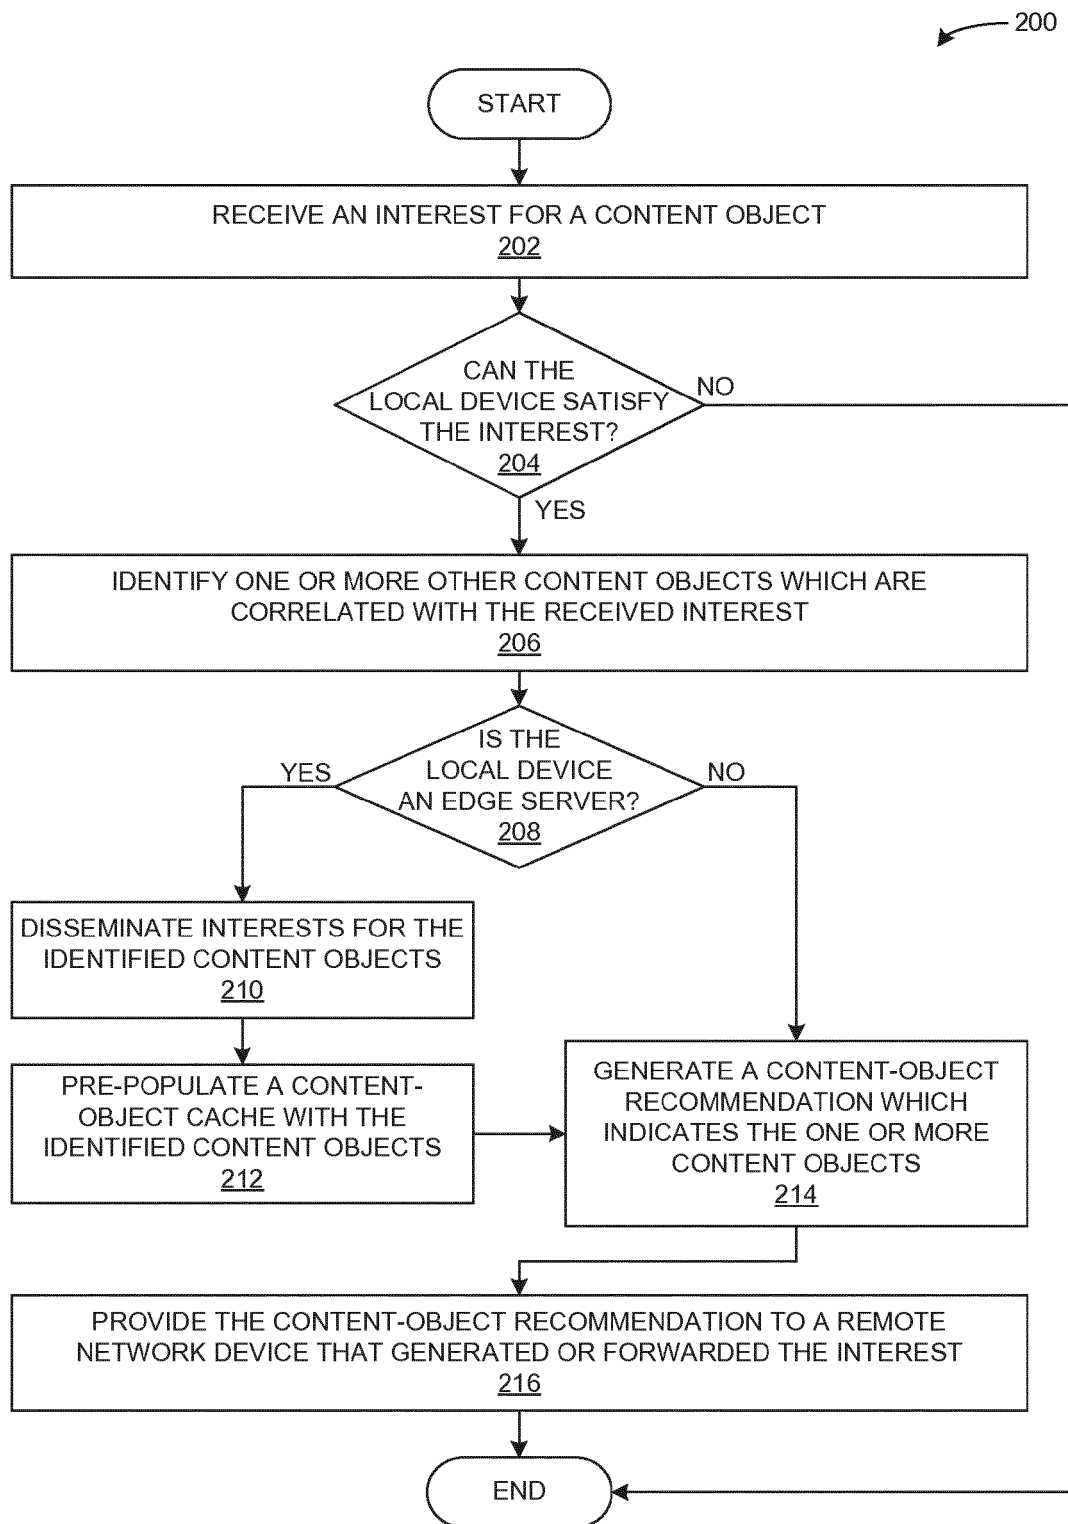 200
START
RECEIVE AN INTEREST FOR A CONTENT OBJECT
202
CAN THE
LOCAL DEVICE SATISFY
THE INTEREST?
204
NO
YES
IDENTIFY ONE OR MORE OTHER CONTENT OBJECTS WHICH ARE
CORRELATED WITH THE RECEIVED INTEREST
206
IS THE
LOCAL DEVICE
AN EDGE SERVER?
208
YES
NO
DISSEMINATE INTERESTS FOR THE
IDENTIFIED CONTENT OBJECTS
210
PRE-POPULATE A CONTENT-
OBJECT CACHE WITH THE
IDENTIFIED CONTENT OBJECTS
212
GENERATE A CONTENT-OBJECT
RECOMMENDATION WHICH
INDICATES THE ONE OR MORE
CONTENT OBJECTS
214
PROVIDE THE CONTENT-OBJECT RECOMMENDATION TO A REMOTE
NETWORK DEVICE THAT GENERATED OR FORWARDED THE INTEREST
216
END